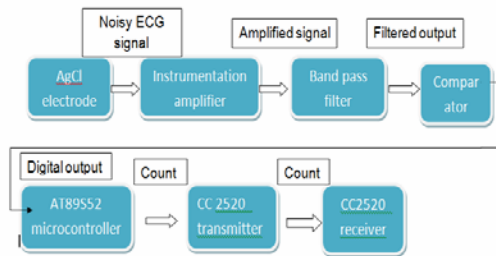 Noisy ECG
signal
Amplified signal
Filtered output
AgCl
electrode
Instrumentation
amplifier
Band pass
filter
Compar
ator
Digital output
Count
Count
AT89S52
microcontroller
CC 2520
transmitter
CC2520
receiver